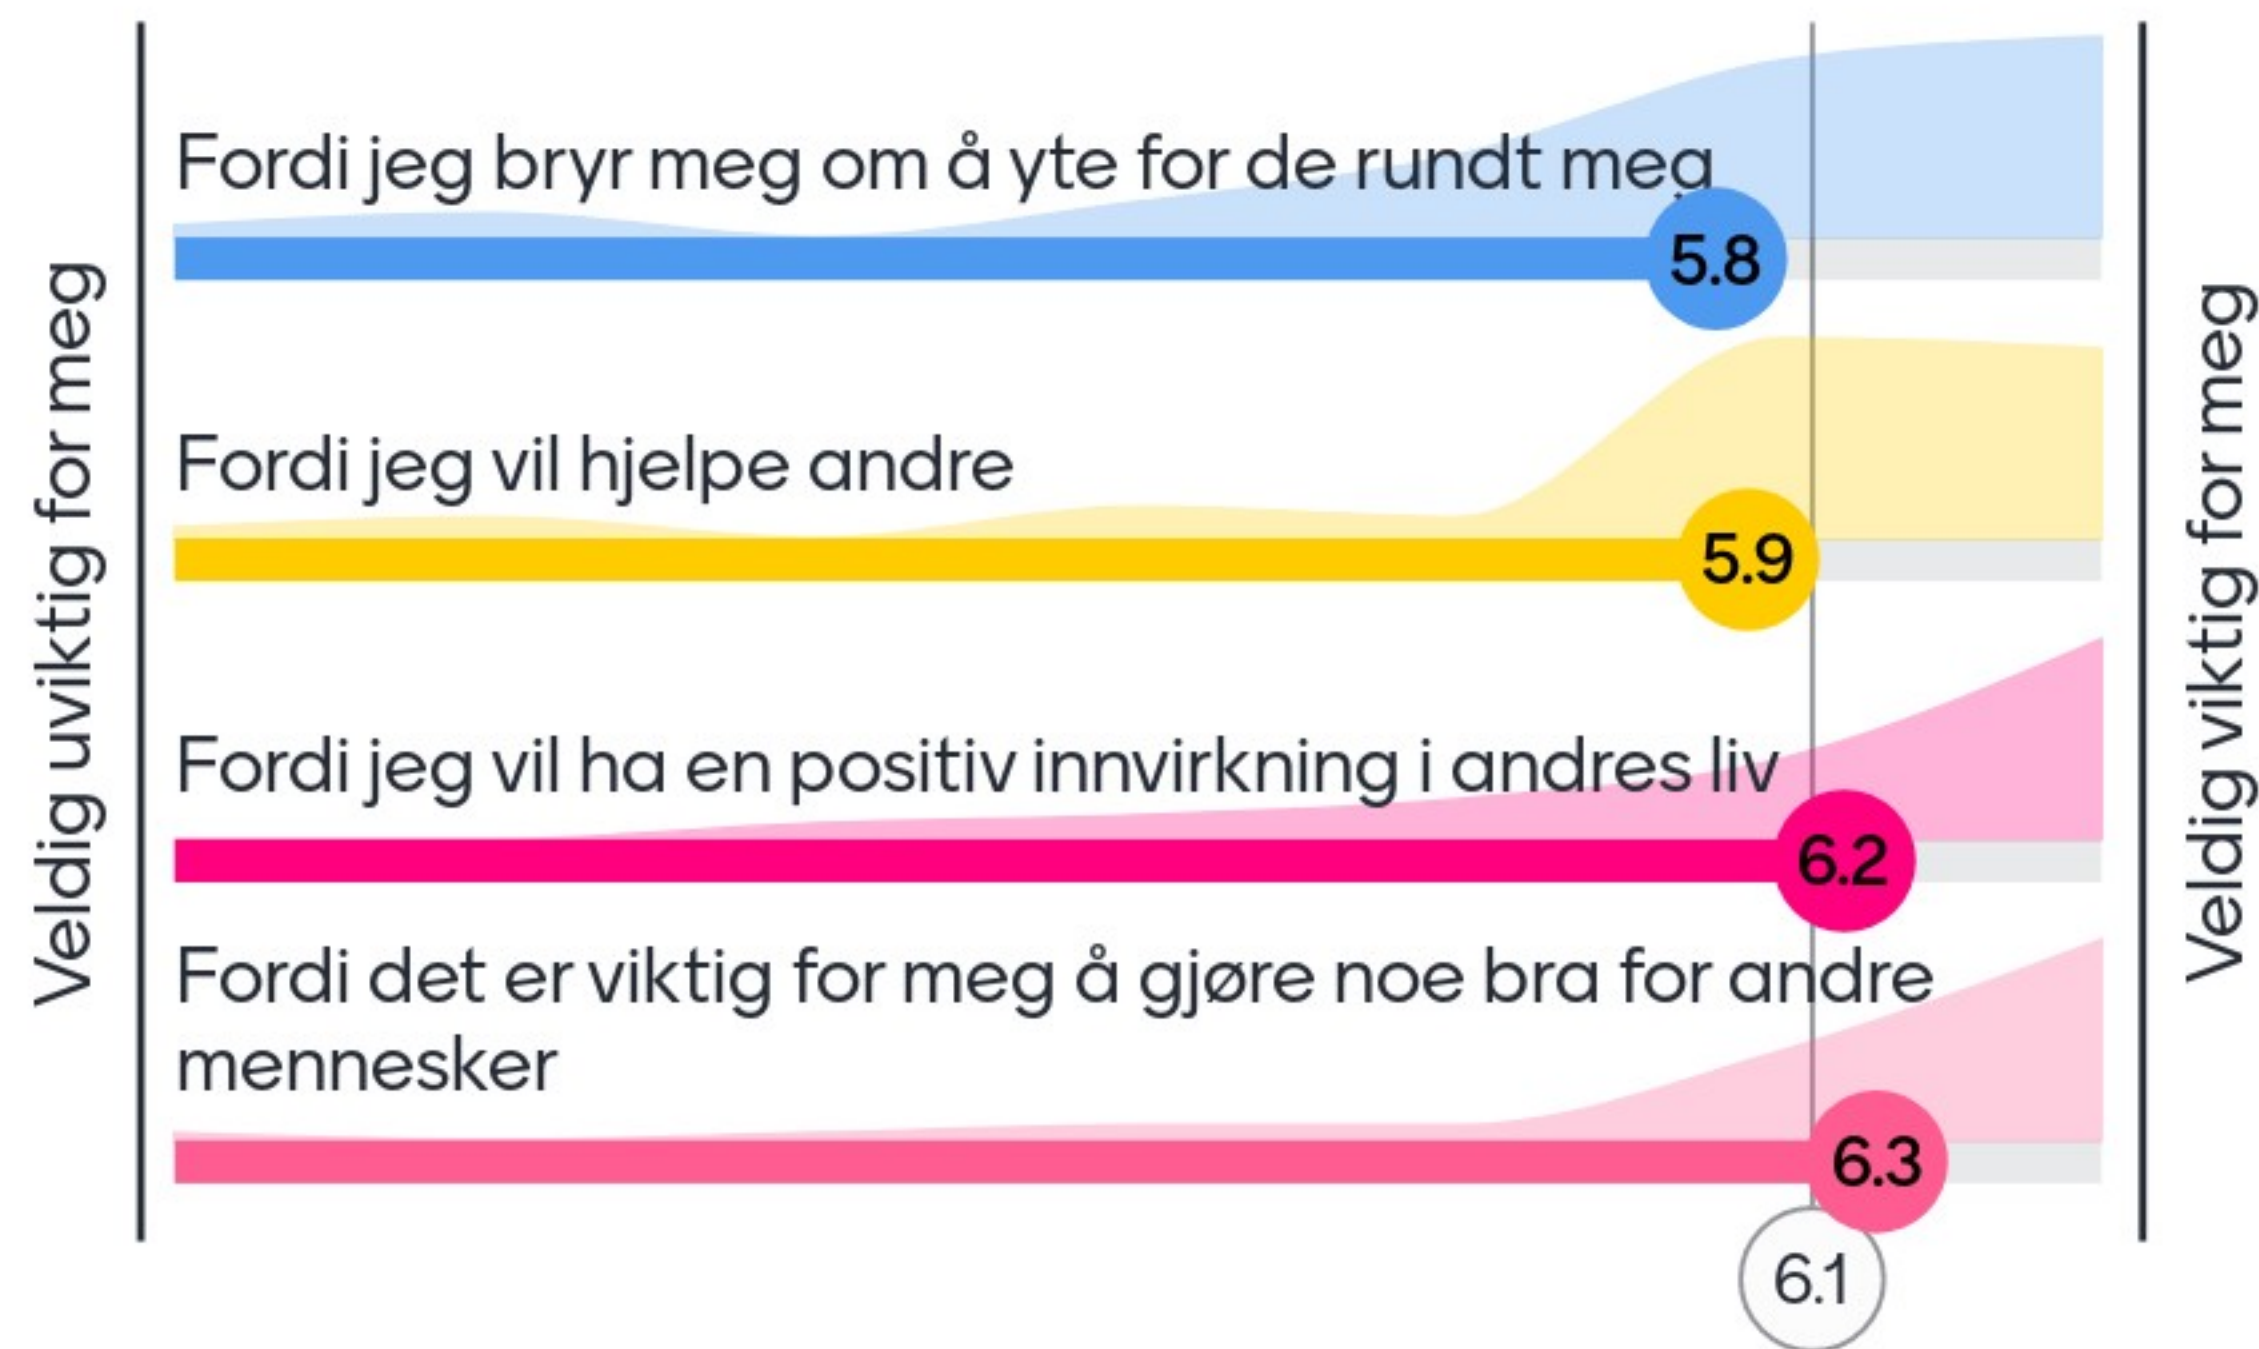 Veldig uviktig for meg
Fordi jeg bryr meg om å yte for de rundt meg
5.8
Fordi jeg vil hjelpe andre
5.9
Fordi jeg vil ha en positiv innvirkning i andres liv
6.2
Fordi det er viktig for meg å gjøre noe bra for andre
mennesker
6.3
6.1
Veldig viktig for meg